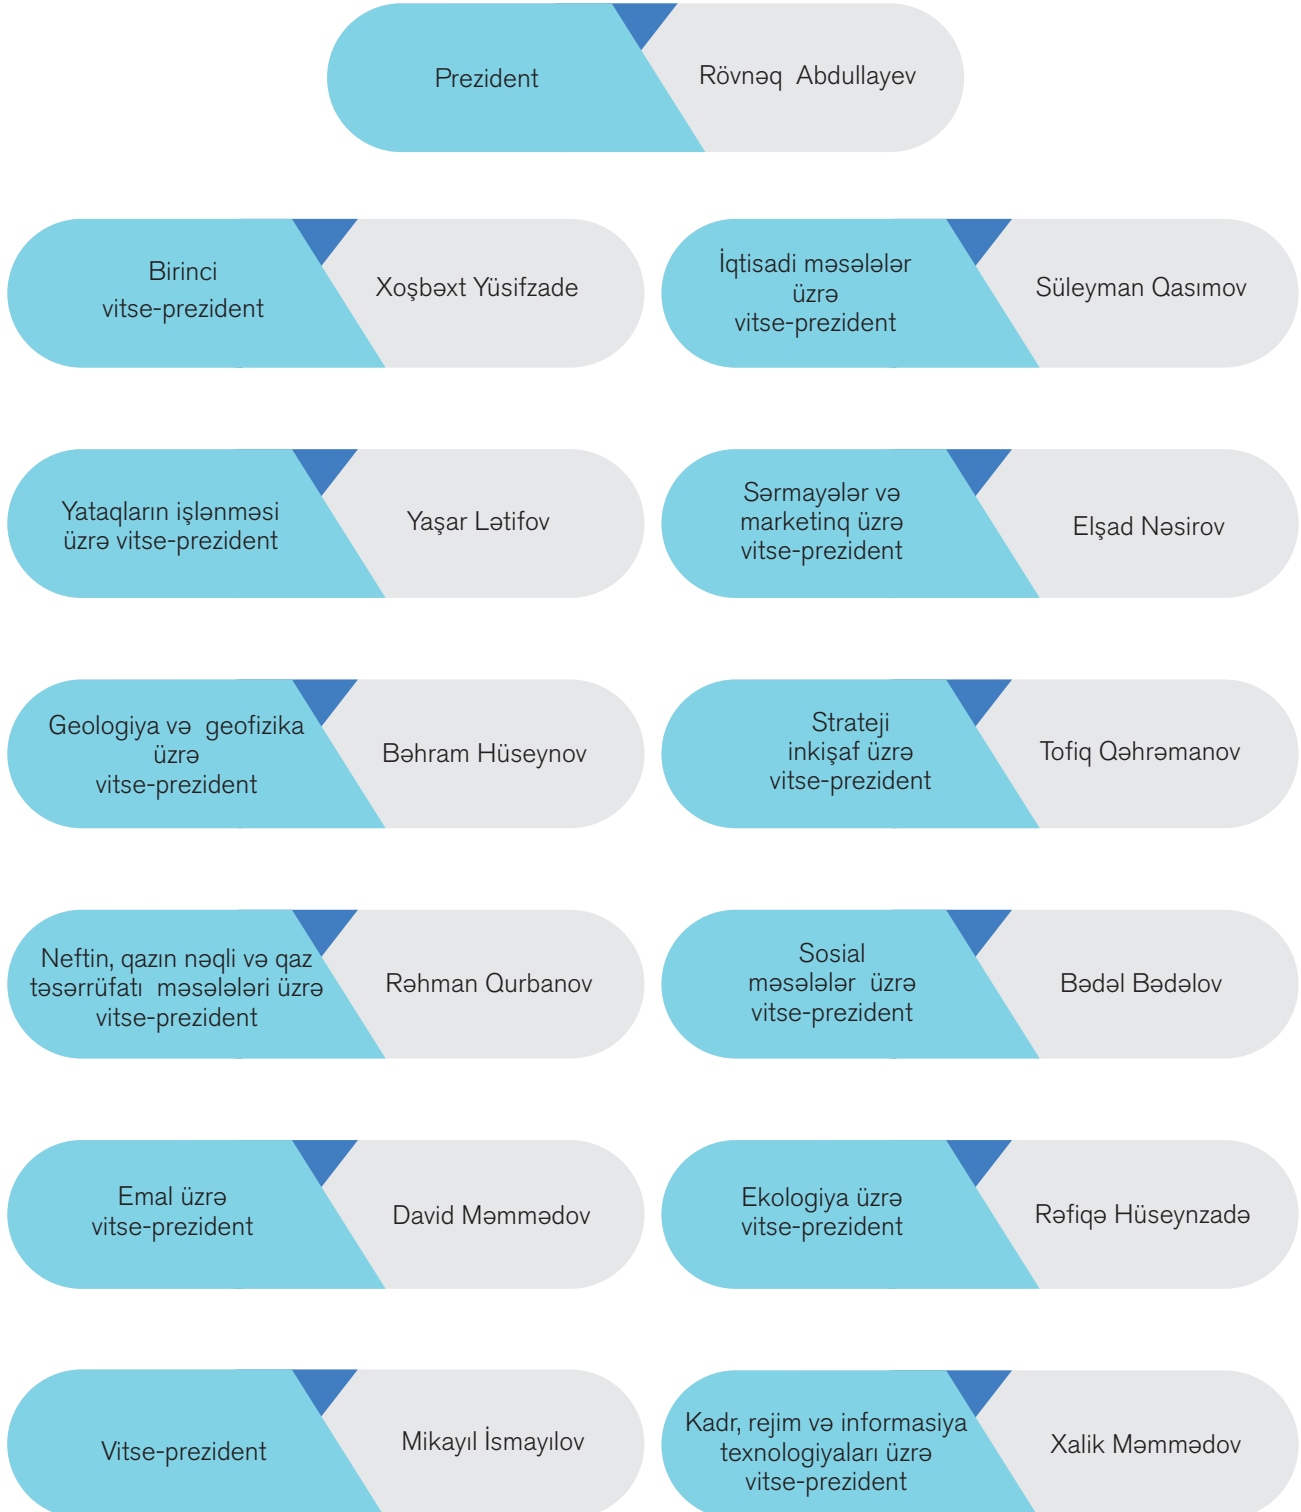 Prezident
Rövnəq Abdullayev
Birinci
vitse-prezident
Xoşbəxt Yüsifzade
İqtisadi məsələlər
üzrə
vitse-prezident
Süleyman Qasımov
Yataqların işlənməsi
üzrə vitse-prezident
Yaşar Lətifov
Sərmayələr və
marketinq üzrə
vitse-prezident
Elşad Nəsirov
Geologiya və geofizika
üzrə
vitse-prezident
Bəhram Hüseynov
Strateji
inkişaf üzrə
vitse-prezident
Tofiq Qəhrəmanov
Neftin, qazın nəqli və qaz
təsərrüfatı məsələləri üzrə
vitse-prezident
Rəhman Qurbanov
Sosial
məsələlər üzrə
vitse-prezident
Bədəl Bədəlov
Emal üzrə
vitse-prezident
David Məmmədov
Ekologiya üzrə
vitse-prezident
Rəfiqə Hüseynzadə
Vitse-prezident
Mikayıl İsmayılov
Kadr, rejim və informasiya
texnologiyaları üzrə
vitse-prezident
Xalik Məmmədov